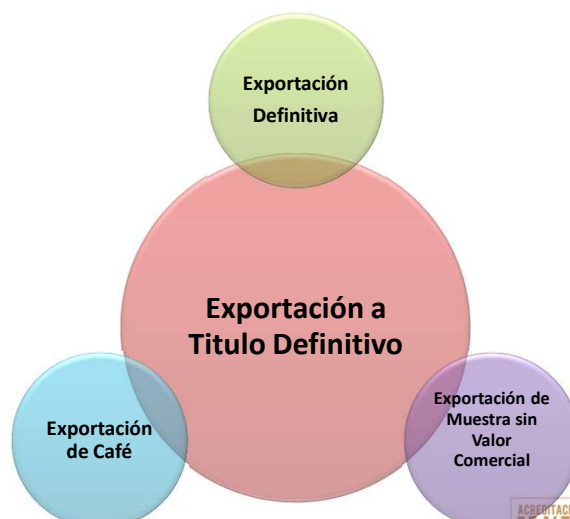 Exportación
Definitiva
Exportación a
Titulo Definitivo
Exportación
de Café
Exportación de
Muestra sin
Valor
Comercial